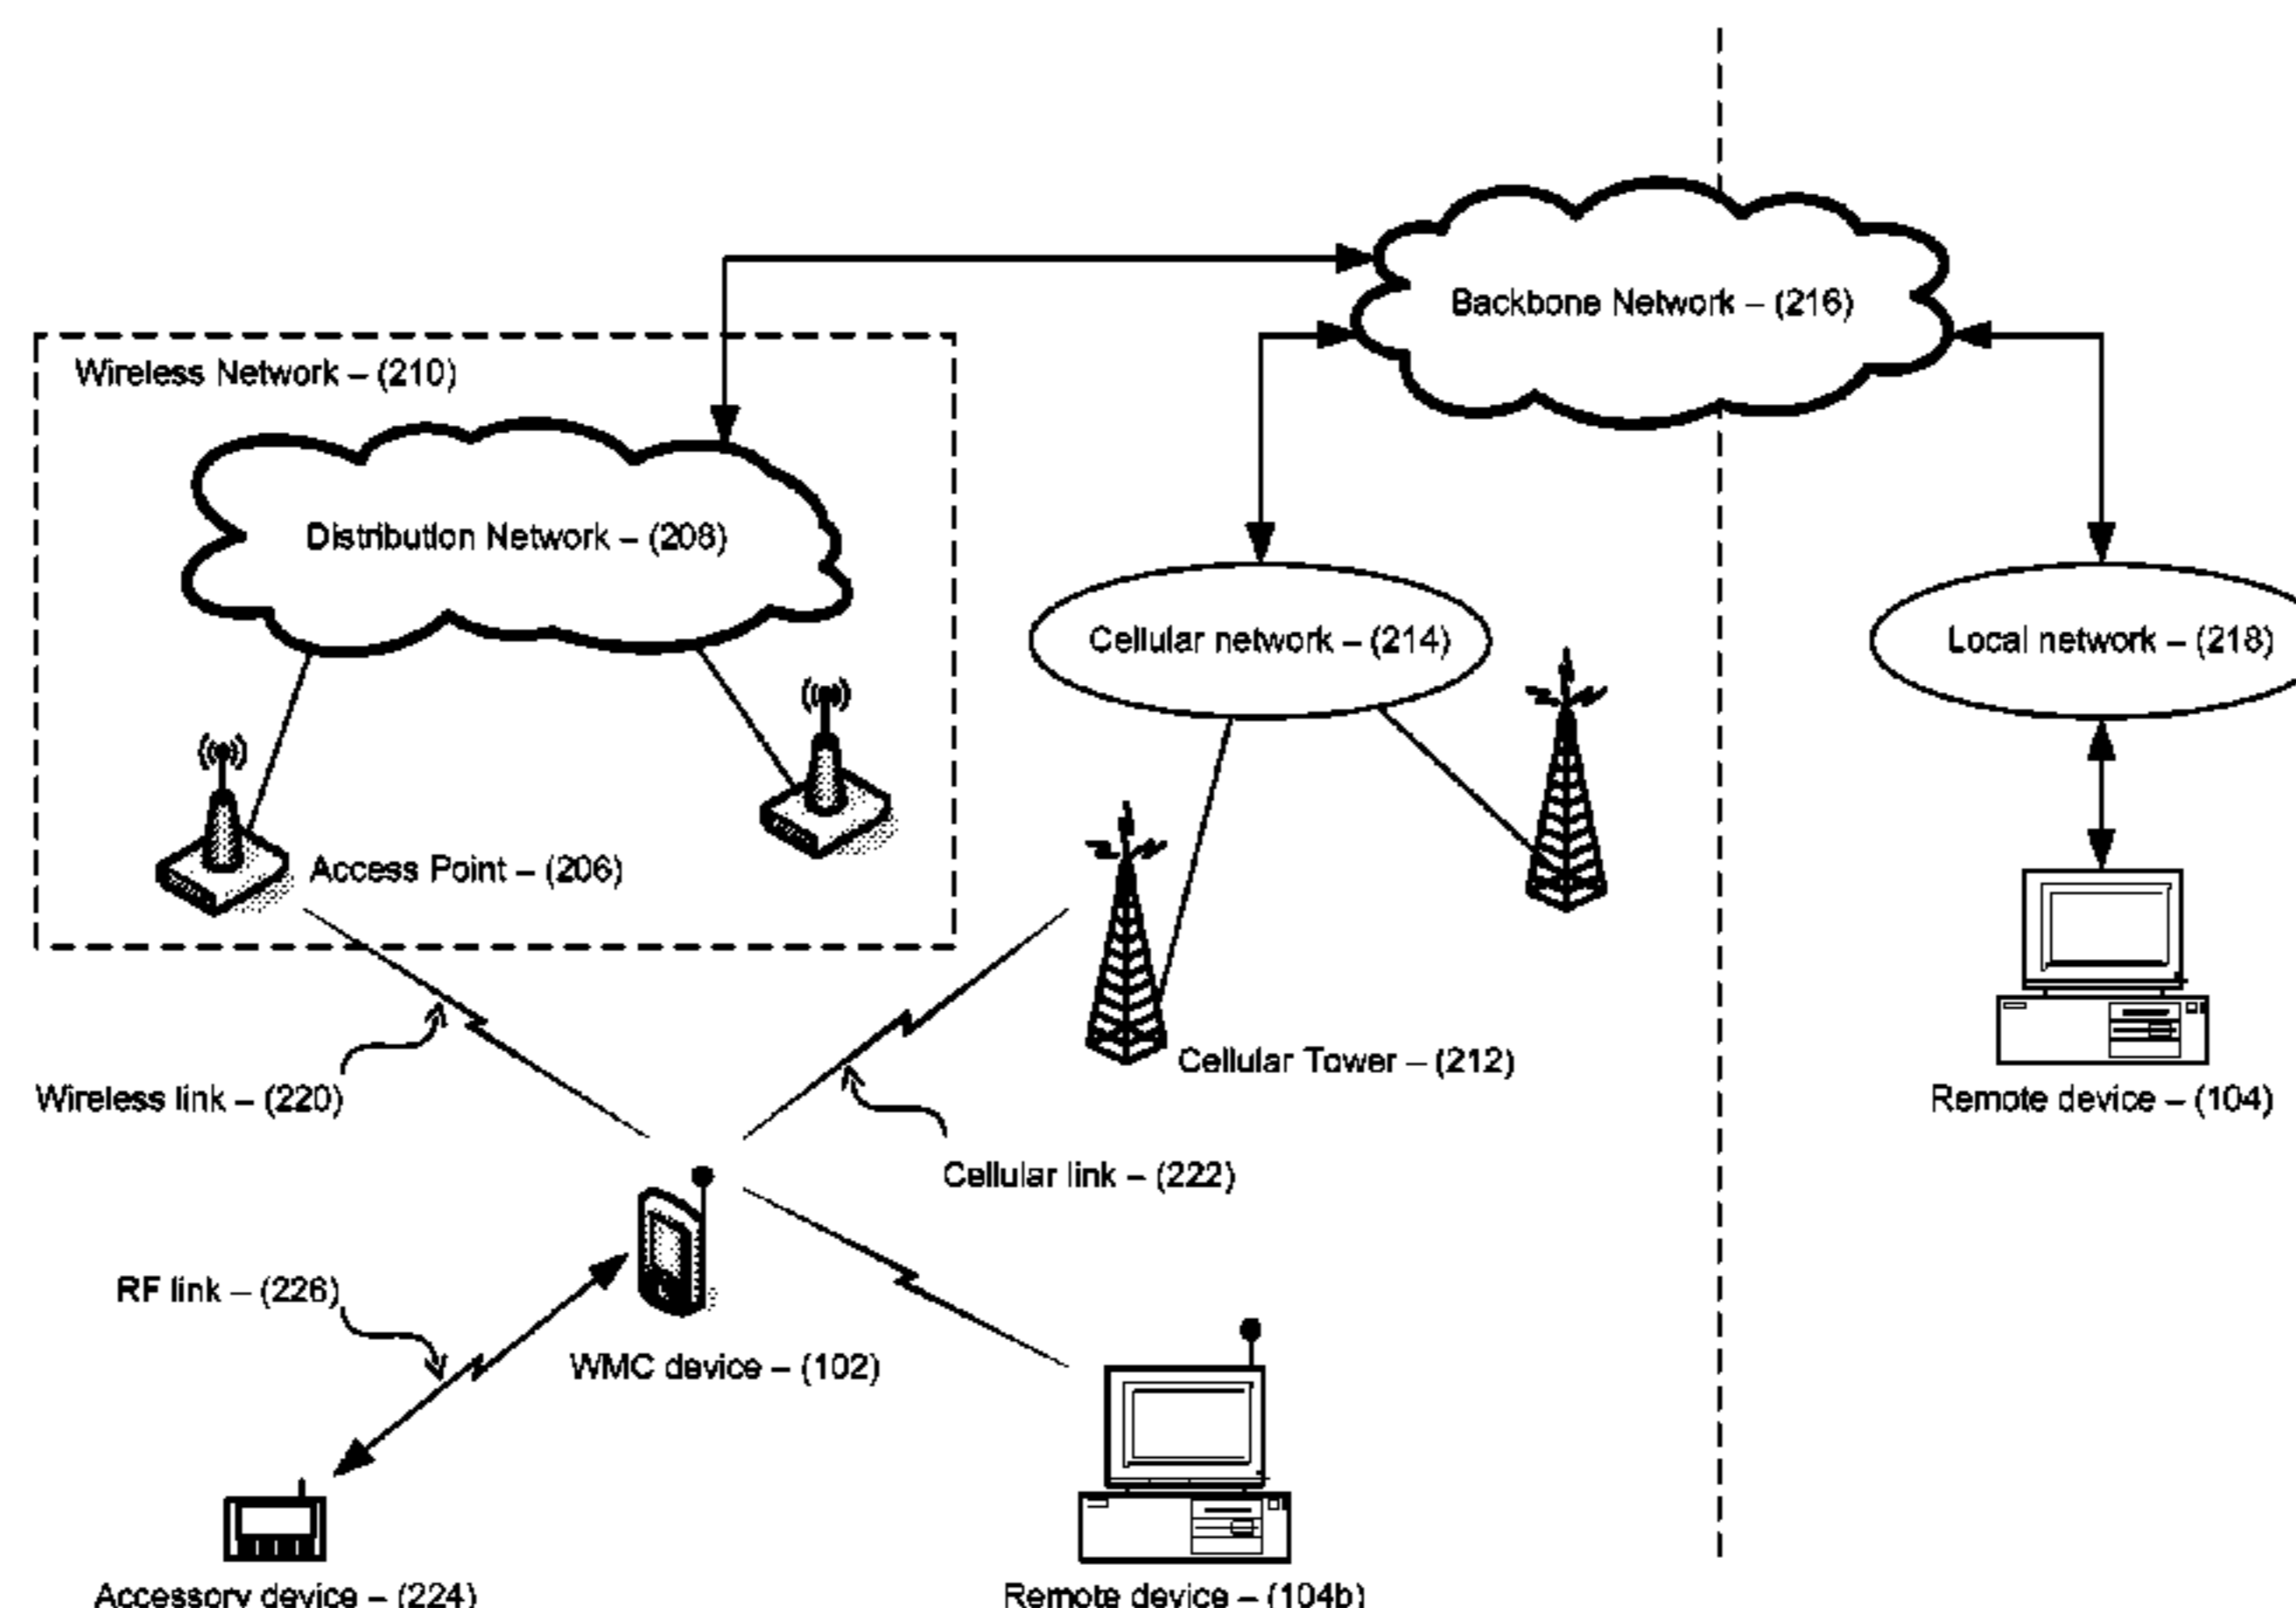 Backbone Network – (216)
Wireless Network – (210)
Distribution Network – (208)
Cellular network – (214)
Local network – (218)
Access Point – (206)
Cellular Tower – (212)
Wireless link – (220)
Remote device – (104)
Cellular link – (222)
RF link – (226)
WMC device – (102)
Accessory device – (224)
Remote device – (104b)